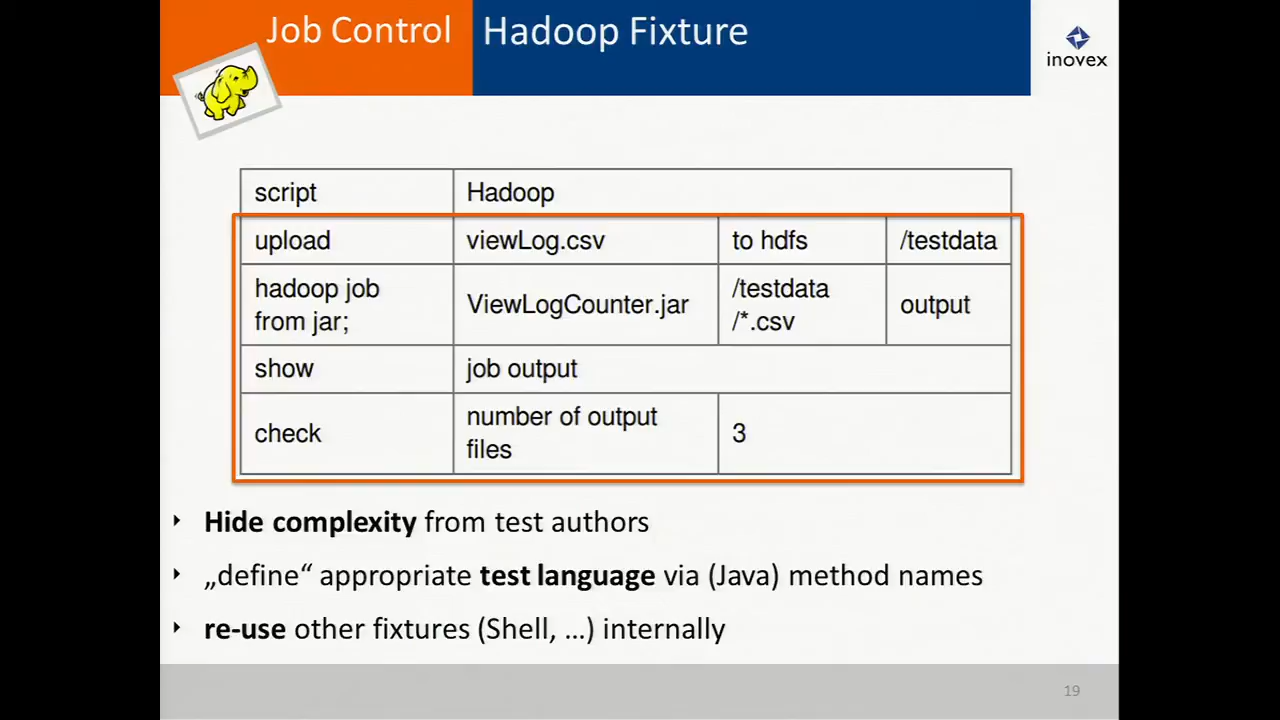 Job Control Hadoop Fixture
inovex
script Hadoop
upload viewLog.csv to hdfs /testdata
hadoop job from jar; ViewLogCounter.jar /testdata /*.csv output
show job output
check number of output files 3
Hide complexity from test authors
„define“ appropriate test language via (Java) method names
re-use other fixtures (Shell, …) internally
19